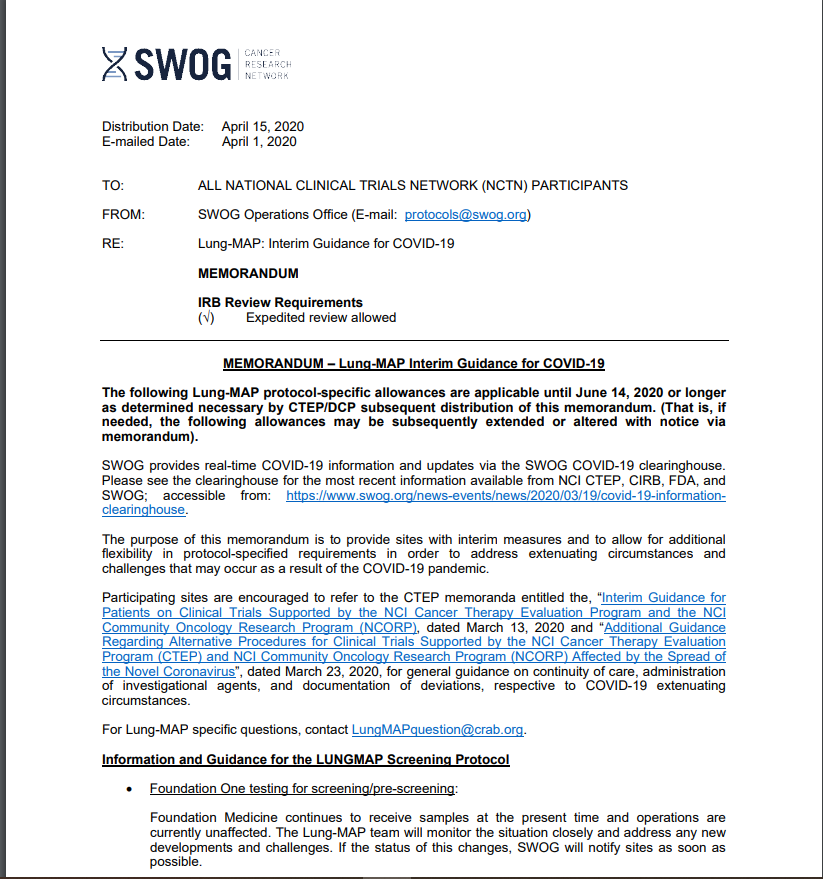 SWOG
CANCER
RESEARCH
NETWORK
Distribution Date: April 15, 2020
E-mailed Date: April 1, 2020
TO: ALL NATIONAL CLINICAL TRIALS NETWORK (NCTN) PARTICIPANTS
FROM: SWOG Operations Office (E-mail: protocols@swog.org)
RE: Lung-MAP: Interim Guidance for COVID-19
MEMORANDUM
IRB Review Requirements
(√) Expedited review allowed
MEMORANDUM – Lung-MAP Interim Guidance for COVID-19
The following Lung-MAP protocol-specific allowances are applicable until June 14, 2020 or longer
as determined necessary by CTEP/DCP subsequent distribution of this memorandum. (That is, if
needed, the following allowances may be subsequently extended or altered with notice via
memorandum).
SWOG provides real-time COVID-19 information and updates via the SWOG COVID-19 clearinghouse.
Please see the clearinghouse for the most recent information available from NCI CTEP, CIRB, FDA, and
SWOG; accessible from: https://www.swog.org/news-events/news/2020/03/19/covid-19-information-
clearinghouse.
The purpose of this memorandum is to provide sites with interim measures and to allow for additional
flexibility in protocol-specified requirements in order to address extenuating circumstances and
challenges that may occur as a result of the COVID-19 pandemic.
Participating sites are encouraged to refer to the CTEP memoranda entitled the, “Interim Guidance for
Patients on Clinical Trials Supported by the NCI Cancer Therapy Evaluation Program and the NCI
Community Oncology Research Program (NCORP), dated March 13, 2020 and “Additional Guidance
Regarding Alternative Procedures for Clinical Trials Supported by the NCI Cancer Therapy Evaluation
Program (CTEP) and NCI Community Oncology Research Program (NCORP) Affected by the Spread of
the Novel Coronavirus”, dated March 23, 2020, for general guidance on continuity of care, administration
of investigational agents, and documentation of deviations, respective to COVID-19 extenuating
circumstances.
For Lung-MAP specific questions, contact LungMAPquestion@crab.org.
Information and Guidance for the LUNGMAP Screening Protocol
• Foundation One testing for screening/pre-screening:
Foundation Medicine continues to receive samples at the present time and operations are
currently unaffected. The Lung-MAP team will monitor the situation closely and address any new
developments and challenges. If the status of this changes, SWOG will notify sites as soon as
possible.